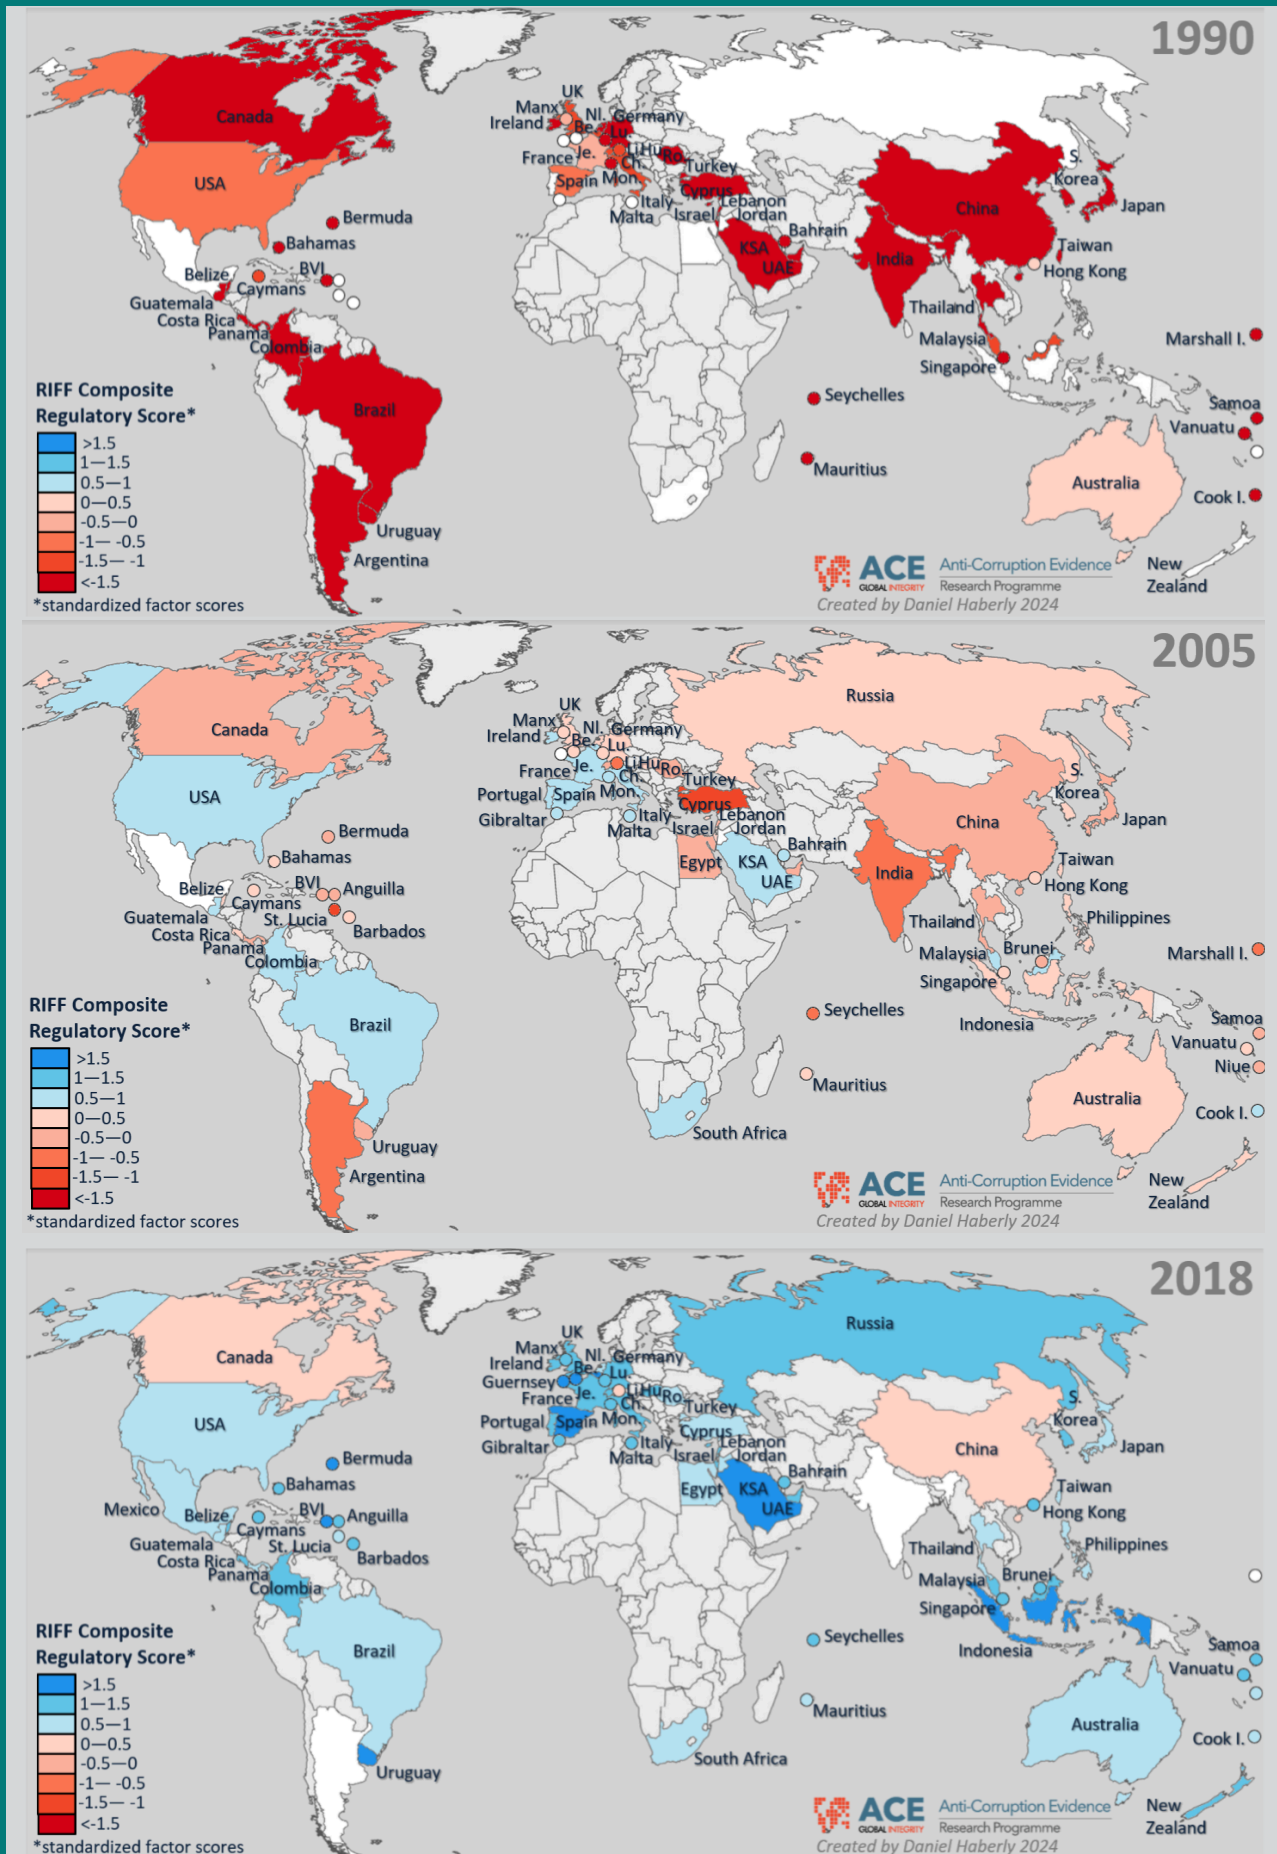 1990
UK
Manx
Ireland
Nl.
Germany
Be.
Lu.
Canada
France
Je.
Li
Hu
Ro.
Ch.
Turkey
S.
Korea
USA
Spain
Mon.
Cyprus
Italy
Malta
Israel
Lebanon
Jordan
Japan
China
Bermuda
Bahamas
Bahrain
KSA
UAE
India
Taiwan
Hong Kong
Belize
BVI
Caymans
Guatemala
Costa Rica
Panama
Colombia
Thailand
Malaysia
Singapore
Marshall I.
Seychelles
Samoa
Vanuatu
RIFF Composite
Regulatory Score*
Brazil
>1.5
1—1.5
0.5—1
0—0.5
-0.5—0
-1— -0.5
-1.5— -1
<-1.5
*standardized factor scores
Mauritius
Australia
Cook I.
Uruguay
Argentina
New
Zealand
ACE
GLOBAL INTEGRITY
Anti-Corruption Evidence
Research Programme
Created by Daniel Haberly 2024
2005
Russia
UK
Manx
Ireland
Nl.
Germany
Be.
Lu.
Canada
France
Je.
Li
Hu
Ro.
Ch.
Turkey
S.
Korea
USA
Portugal
Spain
Mon.
Cyprus
Gibraltar
Italy
Malta
Israel
Lebanon
Jordan
Japan
China
Bermuda
Bahamas
Bahrain
Egypt
KSA
UAE
India
Taiwan
Hong Kong
Belize
BVI
Anguilla
Caymans
Guatemala
St. Lucia
Costa Rica
Barbados
Panama
Colombia
Thailand
Philippines
Malaysia
Brunei
Singapore
Marshall I.
Indonesia
Seychelles
Samoa
Vanuatu
Niue
RIFF Composite
Regulatory Score*
Brazil
>1.5
1—1.5
0.5—1
0—0.5
-0.5—0
-1— -0.5
-1.5— -1
<-1.5
*standardized factor scores
Mauritius
Australia
Cook I.
South Africa
Uruguay
Argentina
New
Zealand
ACE
GLOBAL INTEGRITY
Anti-Corruption Evidence
Research Programme
Created by Daniel Haberly 2024
2018
Russia
UK
Manx
Ireland
Nl.
Germany
Be.
Lu.
Canada
Guernsey
France
Je.
Li
Hu
Ro.
Ch.
Turkey
S.
Korea
USA
Portugal
Spain
Mon.
Cyprus
Gibraltar
Italy
Malta
Israel
Lebanon
Jordan
Japan
China
Bermuda
Bahamas
Bahrain
Egypt
KSA
UAE
Taiwan
Hong Kong
Mexico
Belize
BVI
Anguilla
Caymans
Guatemala
St. Lucia
Costa Rica
Barbados
Panama
Colombia
Thailand
Philippines
Malaysia
Brunei
Singapore
Indonesia
Seychelles
Samoa
Vanuatu
RIFF Composite
Regulatory Score*
Brazil
>1.5
1—1.5
0.5—1
0—0.5
-0.5—0
-1— -0.5
-1.5— -1
<-1.5
*standardized factor scores
Mauritius
Australia
Cook I.
South Africa
Uruguay
New
Zealand
ACE
GLOBAL INTEGRITY
Anti-Corruption Evidence
Research Programme
Created by Daniel Haberly 2024